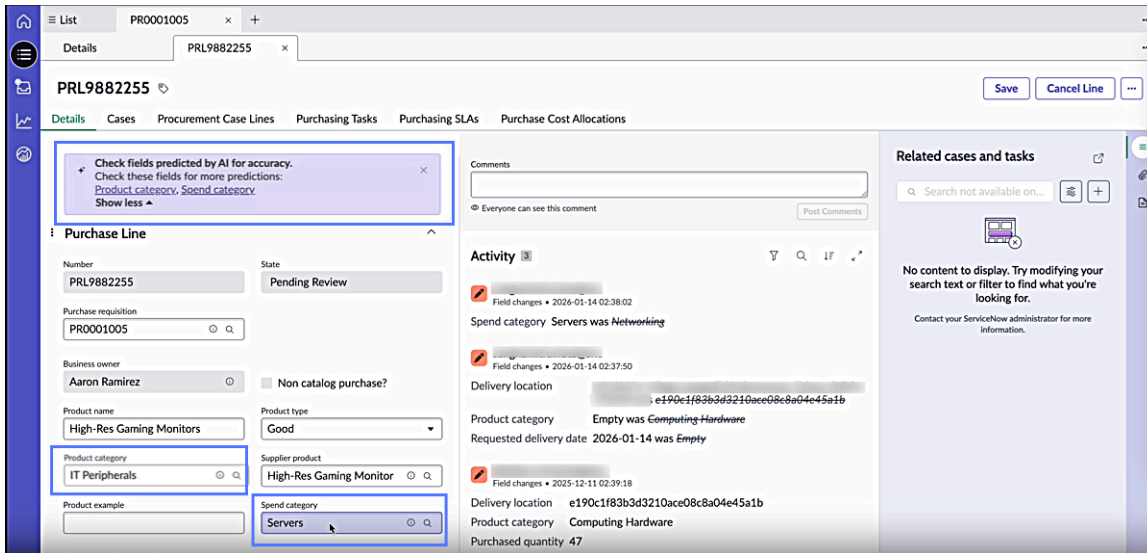 List
PR0001005
Details
PRL9882255
PRL9882255
Save
Cancel Line
Details
Cases
Procurement Case Lines
Purchasing Tasks
Purchasing SLAs
Purchase Cost Allocations
Check fields predicted by AI for accuracy.
Check these fields for more predictions:
Product category, Spend category
Show less
Purchase Line
Number
PRL9882255
State
Pending Review
Purchase requisition
PR0001005
Business owner
Aaron Ramirez
Non catalog purchase?
Product name
High-Res Gaming Monitors
Product type
Good
Product category
IT Peripherals
Supplier product
High-Res Gaming Monitor
Product example
Spend category
Servers
Comments
Everyone can see this comment
Post Comments
Activity 3
Field changes • 2026-01-14 02:38:02
Spend category Servers was Networking
Field changes • 2026-01-14 02:37:50
Delivery location
e190c1f83b3d3210ace08c8a04e45a1b
Product category Empty was Computing Hardware
Requested delivery date 2026-01-14 was Empty
Field changes • 2025-12-11 02:39:18
Delivery location e190c1f83b3d3210ace08c8a04e45a1b
Product category Computing Hardware
Purchased quantity 47
Related cases and tasks
Search not available on...
No content to display. Try modifying your
search text or filter to find what you're
looking for.
Contact your ServiceNow administrator for more
information.